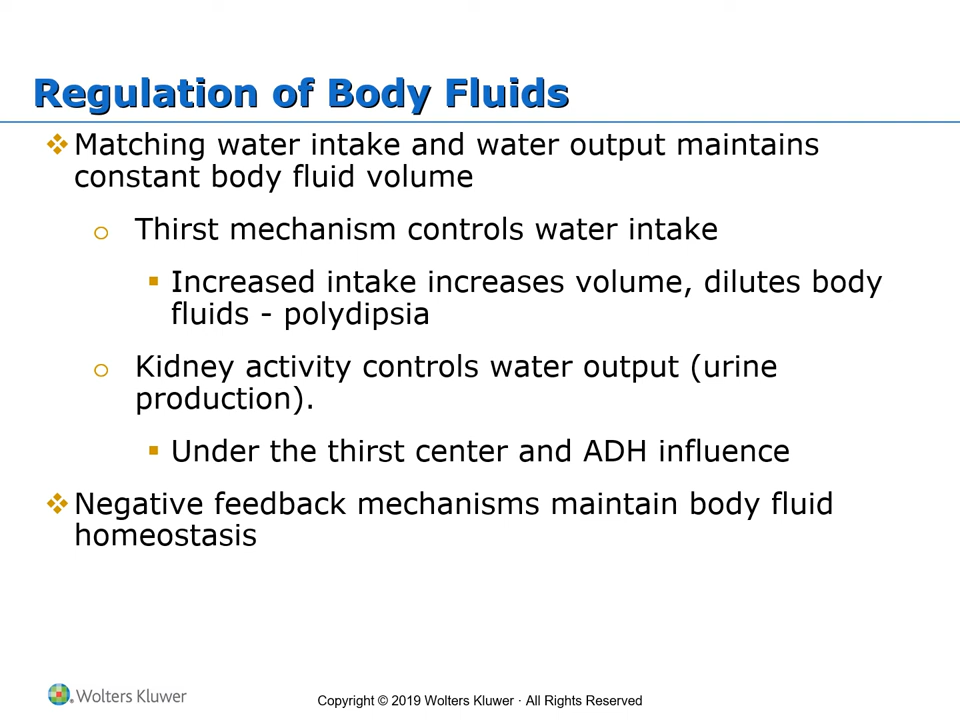 Regulation of Body Fluids
❖Matching water intake and water output maintains
constant body fluid volume
o Thirst mechanism controls water intake
▪ Increased intake increases volume, dilutes body
fluids - polydipsia
o Kidney activity controls water output (urine
production).
▪ Under the thirst center and ADH influence
❖Negative feedback mechanisms maintain body fluid
homeostasis
Wolters Kluwer
Copyright © 2019 Wolters Kluwer · All Rights Reserved